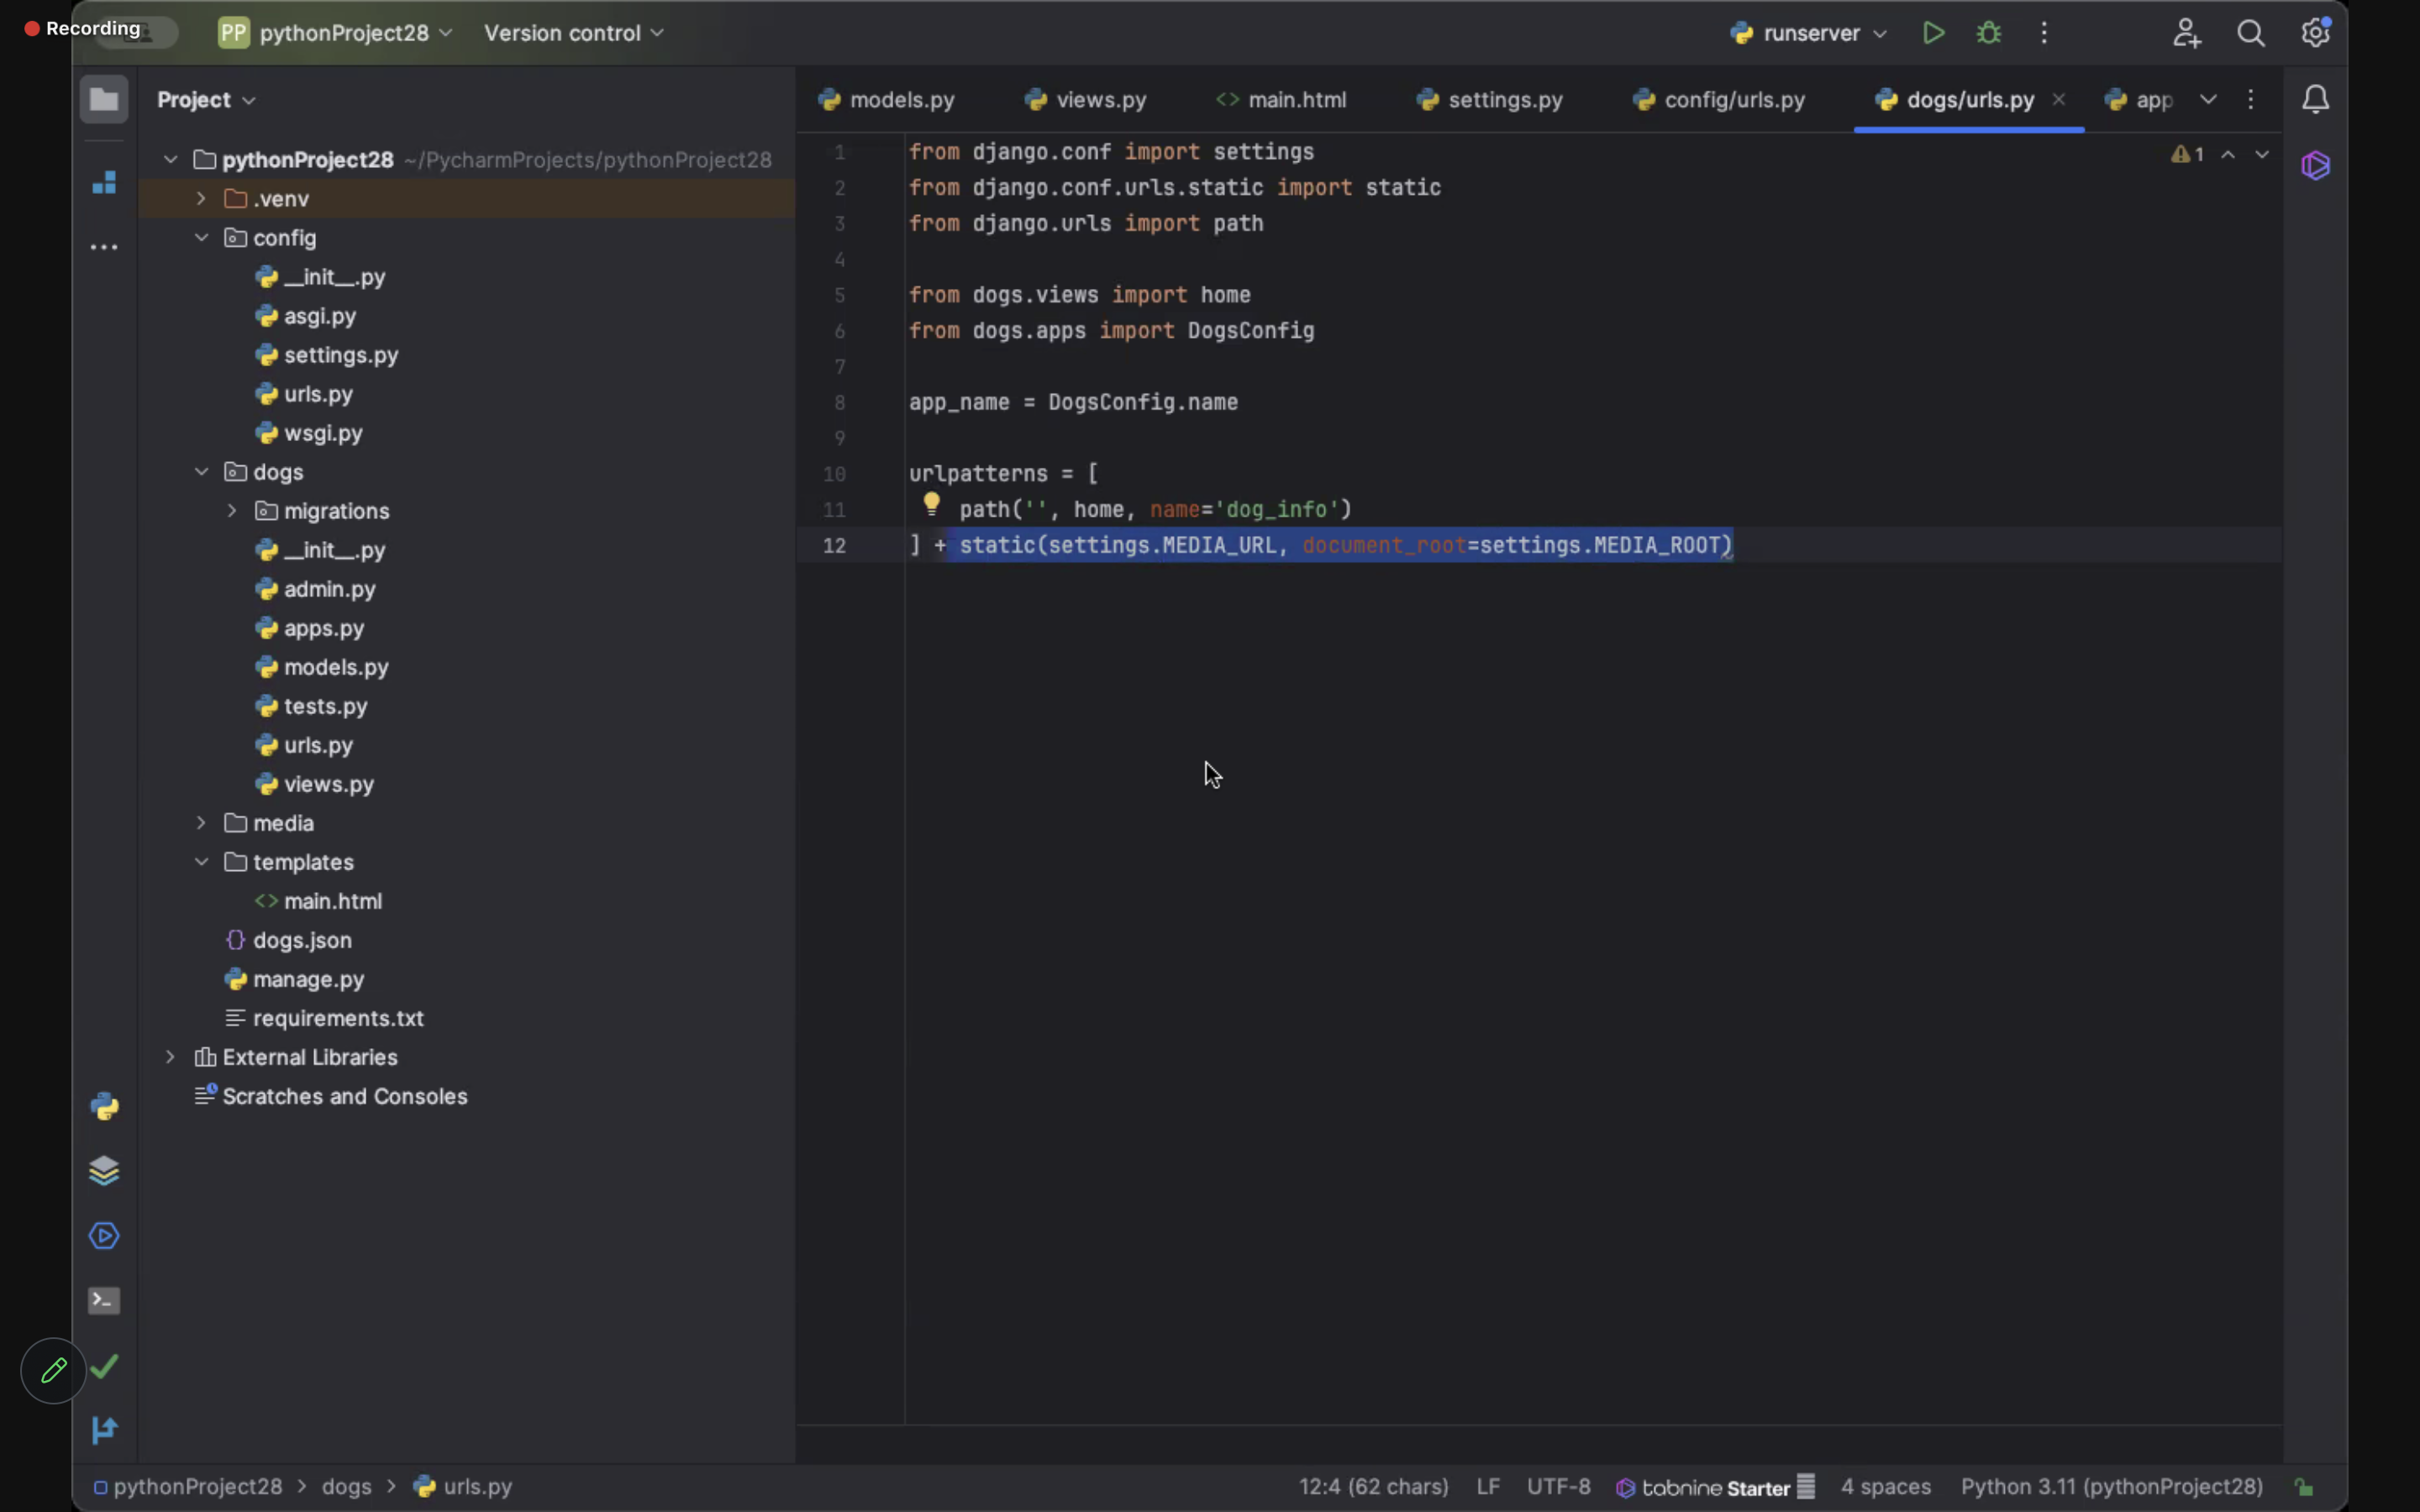 Recording
PP pythonProject28 Version control runserver
Project
models.py views.py main.html settings.py config/urls.py dogs/urls.py app
pythonProject28 ~/PycharmProjects/pythonProject28
.venv
config
__init__.py
asgi.py
settings.py
urls.py
wsgi.py
dogs
migrations
__init__.py
admin.py
apps.py
models.py
tests.py
urls.py
views.py
media
templates
main.html
dogs.json
manage.py
requirements.txt
External Libraries
Scratches and Consoles
1 from django.conf import settings
2 from django.conf.urls.static import static
3 from django.urls import path
4
5 from dogs.views import home
6 from dogs.apps import DogsConfig
7
8 app_name = DogsConfig.name
9
10 urlpatterns = [
11 path('', home, name='dog_info')
12 ] + static(settings.MEDIA_URL, document_root=settings.MEDIA_ROOT)
1
pythonProject28 > dogs > urls.py
12:4 (62 chars) LF UTF-8 tabnine Starter 4 spaces Python 3.11 (pythonProject28)